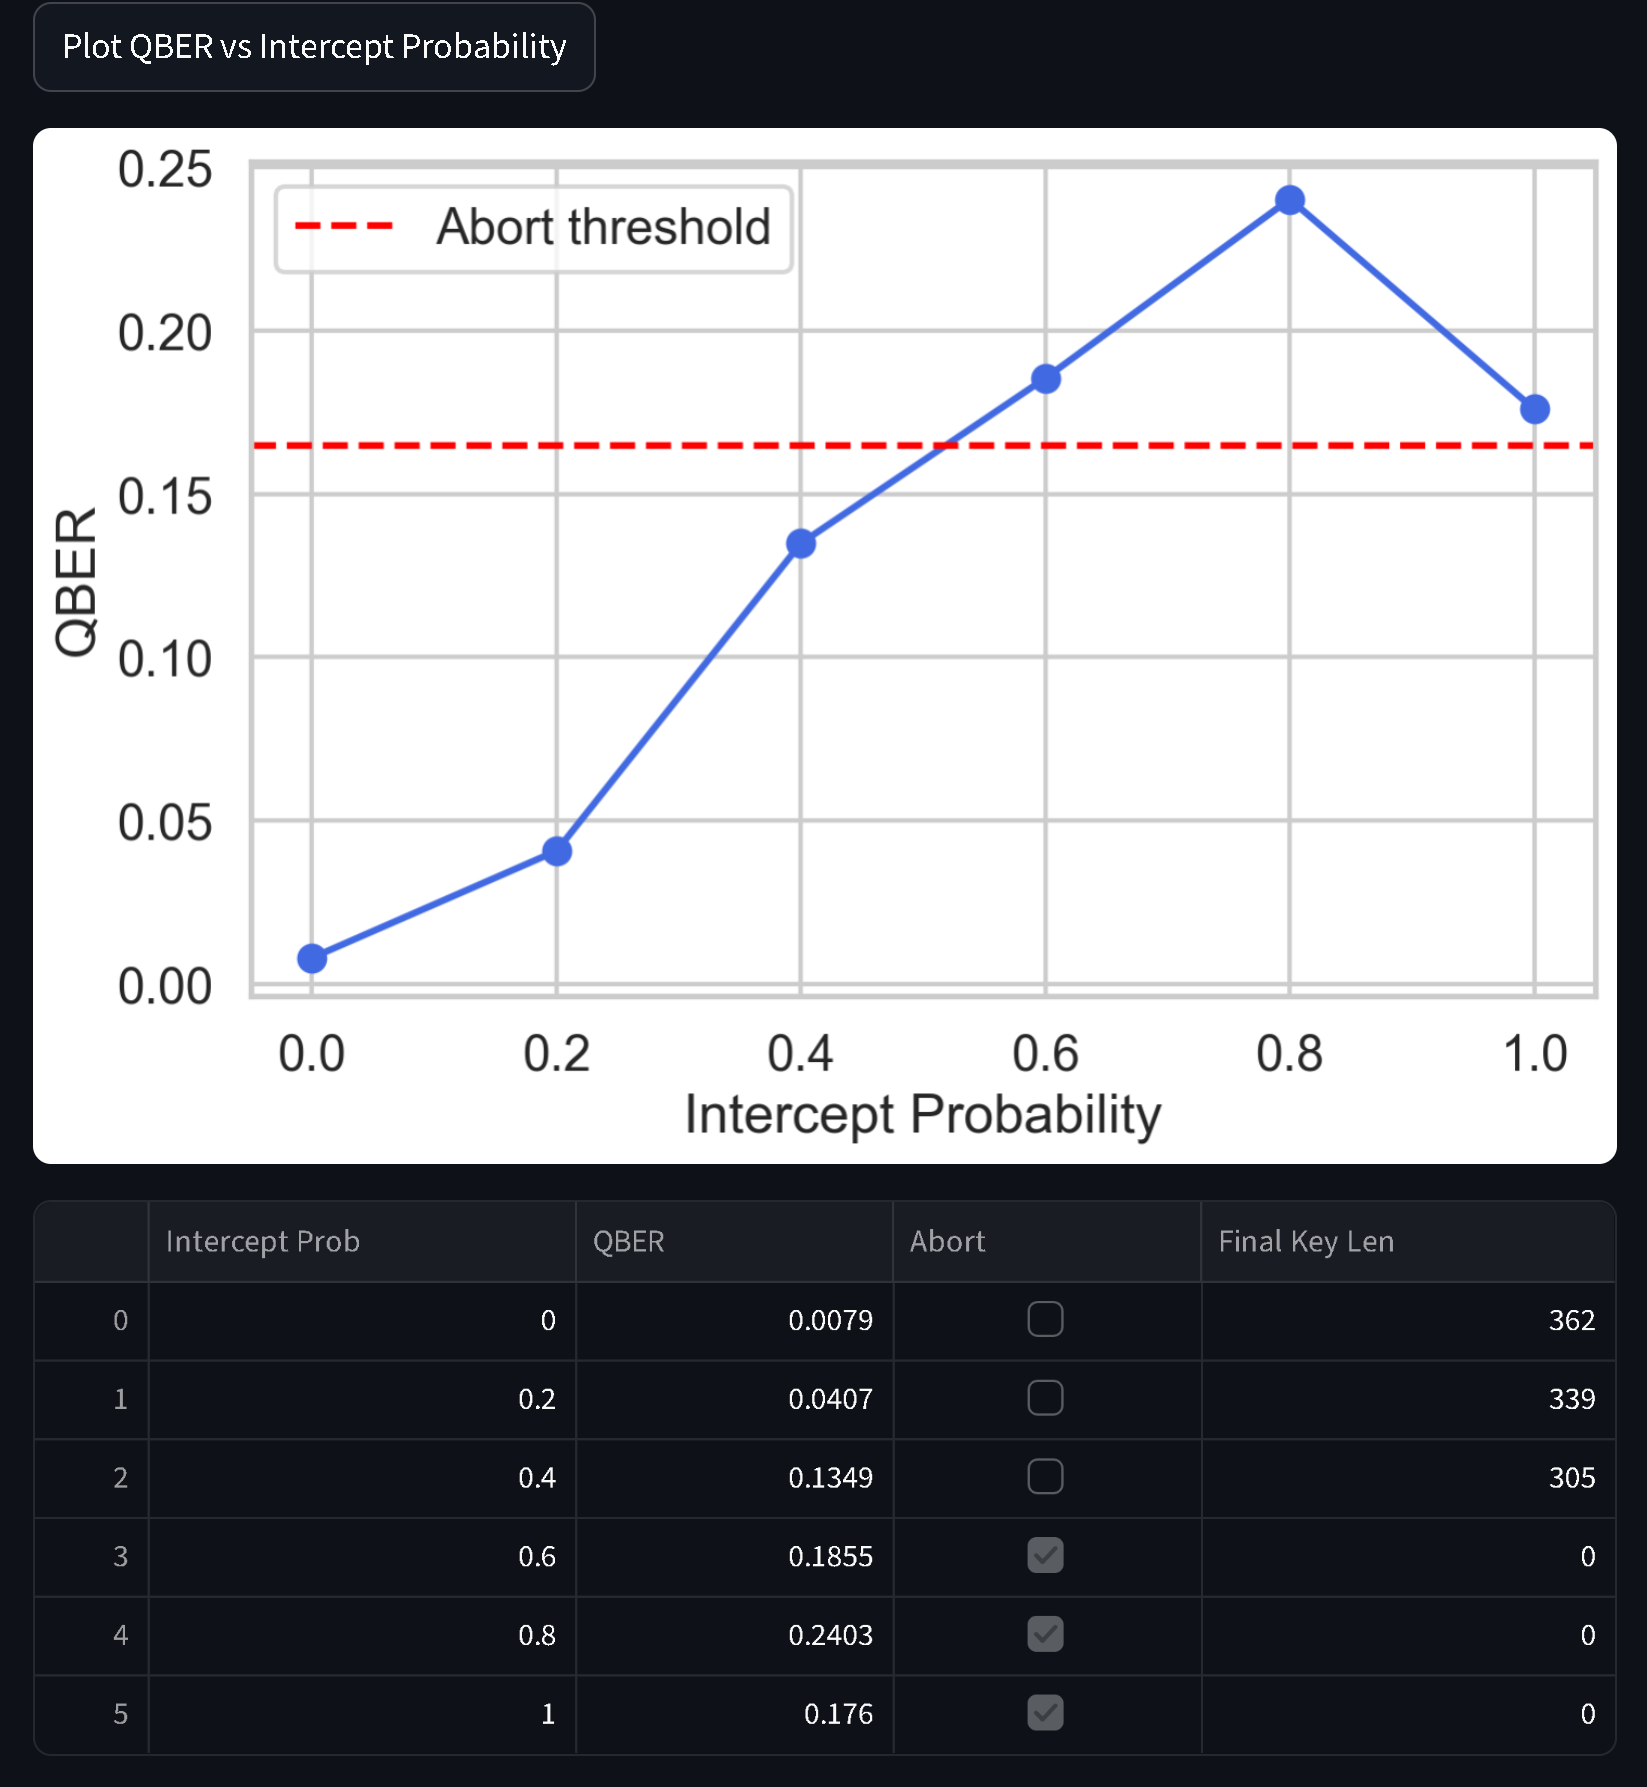 Plot QBER vs Intercept Probability
0.25
Abort threshold
0.20
0.15
QBER
0.10
0.05
0.00
0.0 0.2 0.4 0.6 0.8 1.0
Intercept Probability
Intercept Prob QBER Abort Final Key Len
0 0 0.0079 362
1 0.2 0.0407 339
2 0.4 0.1349 305
3 0.6 0.1855 0
4 0.8 0.2403 0
5 1 0.176 0